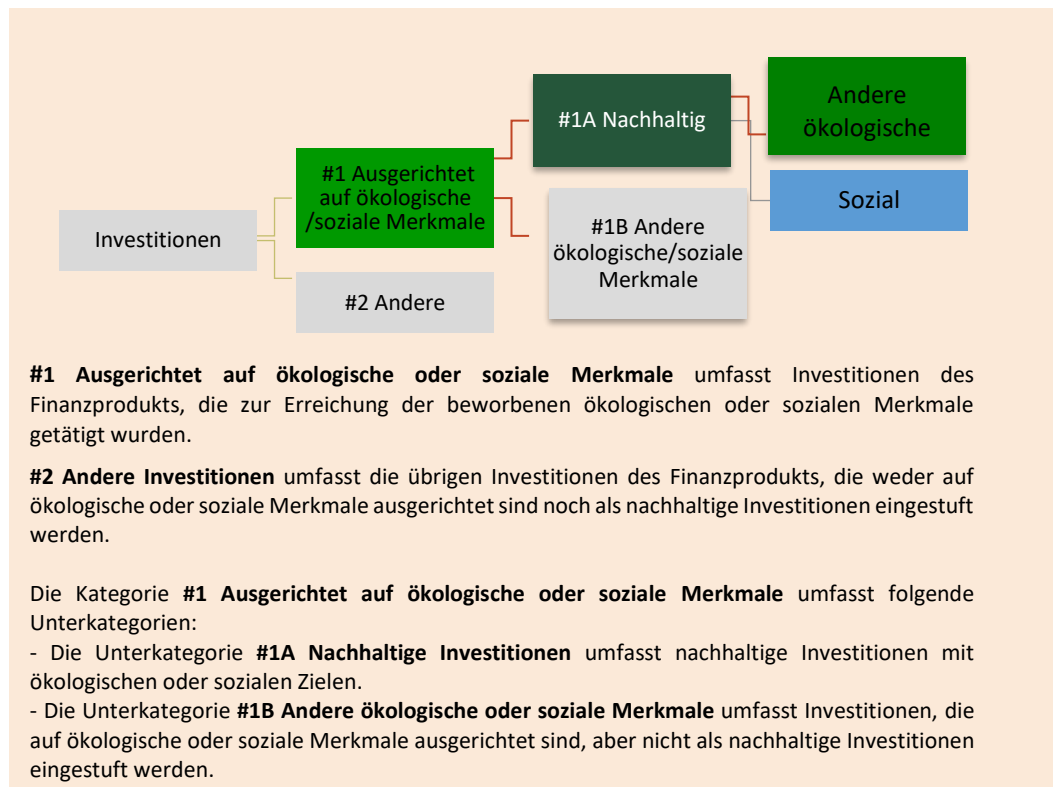 Investitionen
#1 Ausgerichtet
auf ökologische
/soziale Merkmale
#2 Andere
#1A Nachhaltig
#1B Andere
ökologische/soziale
Merkmale
Andere
ökologische
Sozial
#1 Ausgerichtet auf ökologische oder soziale Merkmale umfasst Investitionen des
Finanzprodukts, die zur Erreichung der beworbenen ökologischen oder sozialen Merkmale
getätigt wurden.
#2 Andere Investitionen umfasst die übrigen Investitionen des Finanzprodukts, die weder auf
ökologische oder soziale Merkmale ausgerichtet sind noch als nachhaltige Investitionen eingestuft
werden.
Die Kategorie #1 Ausgerichtet auf ökologische oder soziale Merkmale umfasst folgende
Unterkategorien:
- Die Unterkategorie #1A Nachhaltige Investitionen umfasst nachhaltige Investitionen mit
ökologischen oder sozialen Zielen.
- Die Unterkategorie #1B Andere ökologische oder soziale Merkmale umfasst Investitionen, die
auf ökologische oder soziale Merkmale ausgerichtet sind, aber nicht als nachhaltige Investitionen
eingestuft werden.